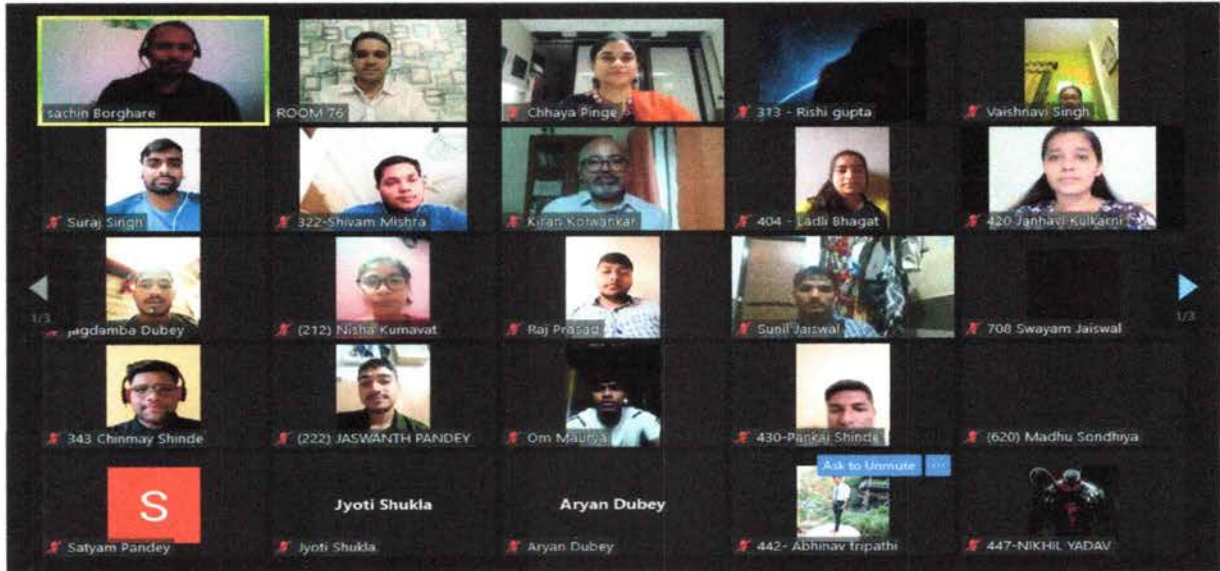 sachin Borghare
ROOM 76
Chhaya Pinge
313 - Rishi gupta
Vaishnavi Singh
Suraj Singh
322-Shivam Mishra
Kiran Kolwankar
404 - Ladli Bhagat
420 Janhavi Kulkarni
1/3
Jagdamba Dubey
(212) Nisha Kumavat
Raj Prasad
Sunil Jaiswal
708 Swayam Jaiswal
1/3
343 Chinmay Shinde
(222) JASWANTH PANDEY
Om Maurya
430-Pankaj Shinde
(620) Madhu Sondhiya
Ask to Unmute ...
S
Jyoti Shukla
Aryan Dubey
Satyam Pandey
Jyoti Shukla
Aryan Dubey
442- Abhinav tripathi
447-NIKHIL YADAV